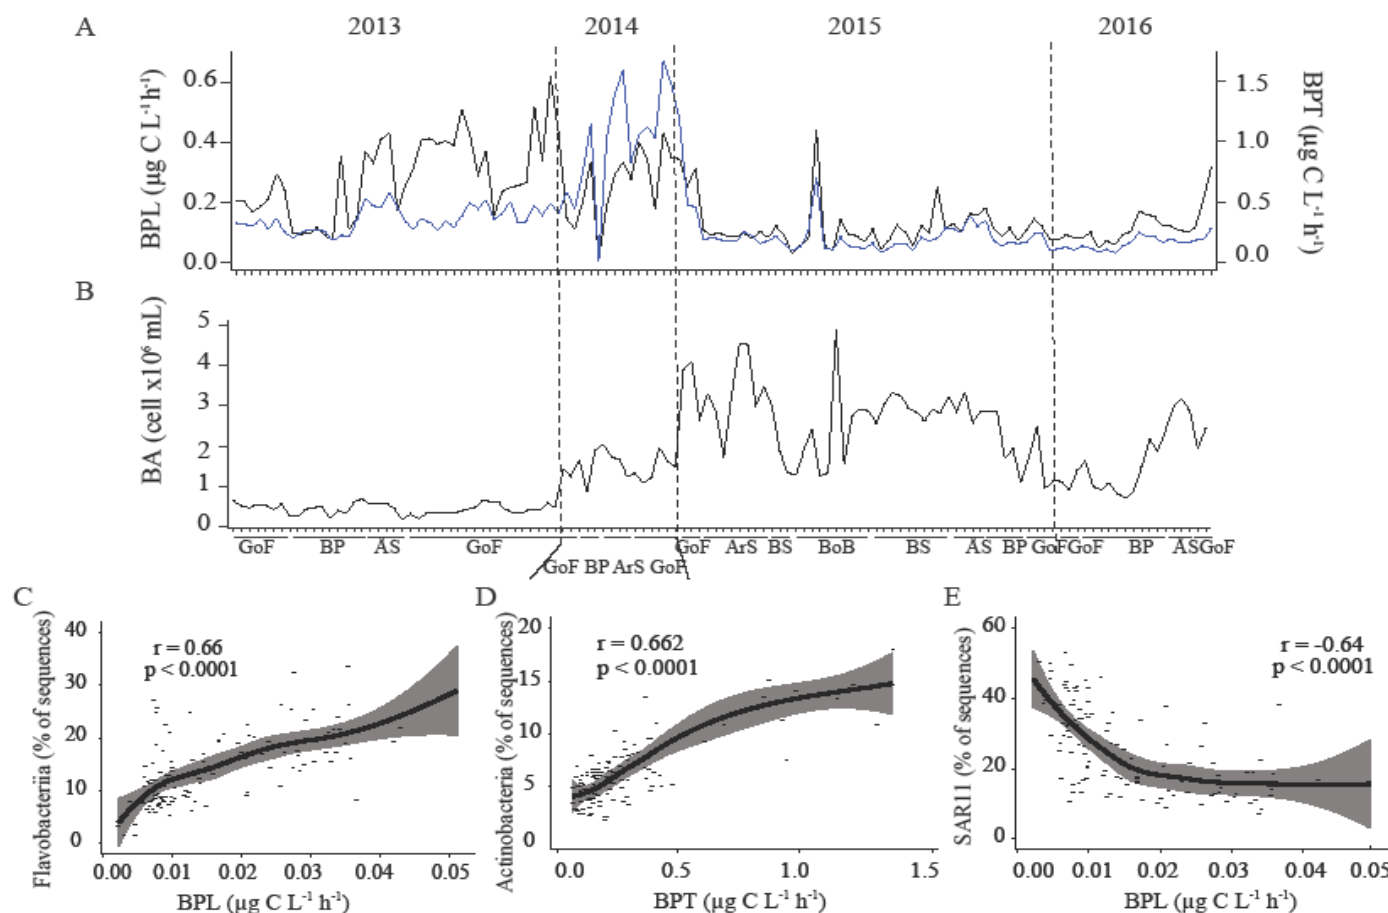 A 2013 2014 2015 2016
BPL (µg C L⁻¹ h⁻¹)
0.6
0.4
0.2
0.0
1.5
1.0
0.5
0.0
BPT (µg C L⁻¹ h⁻¹)
B
BA (cell x10⁶ mL)
5
4
3
2
1
0
GoF BP AS GoF GoF ArS BS BoB BS AS BP GoF GoF BP AS GoF
GoF BP ArS GoF
C
Flavobacteriia (% of sequences)
40
30
20
10
0
r = 0.66
p < 0.0001
0.00 0.01 0.02 0.03 0.04 0.05
BPL (µg C L⁻¹ h⁻¹)
D
Actinobacteria (% of sequences)
20
15
10
5
0
r = 0.662
p < 0.0001
0.0 0.5 1.0 1.5
BPT (µg C L⁻¹ h⁻¹)
E
SAR11 (% of sequences)
60
40
20
0
r = -0.64
p < 0.0001
0.00 0.01 0.02 0.03 0.04 0.05
BPL (µg C L⁻¹ h⁻¹)